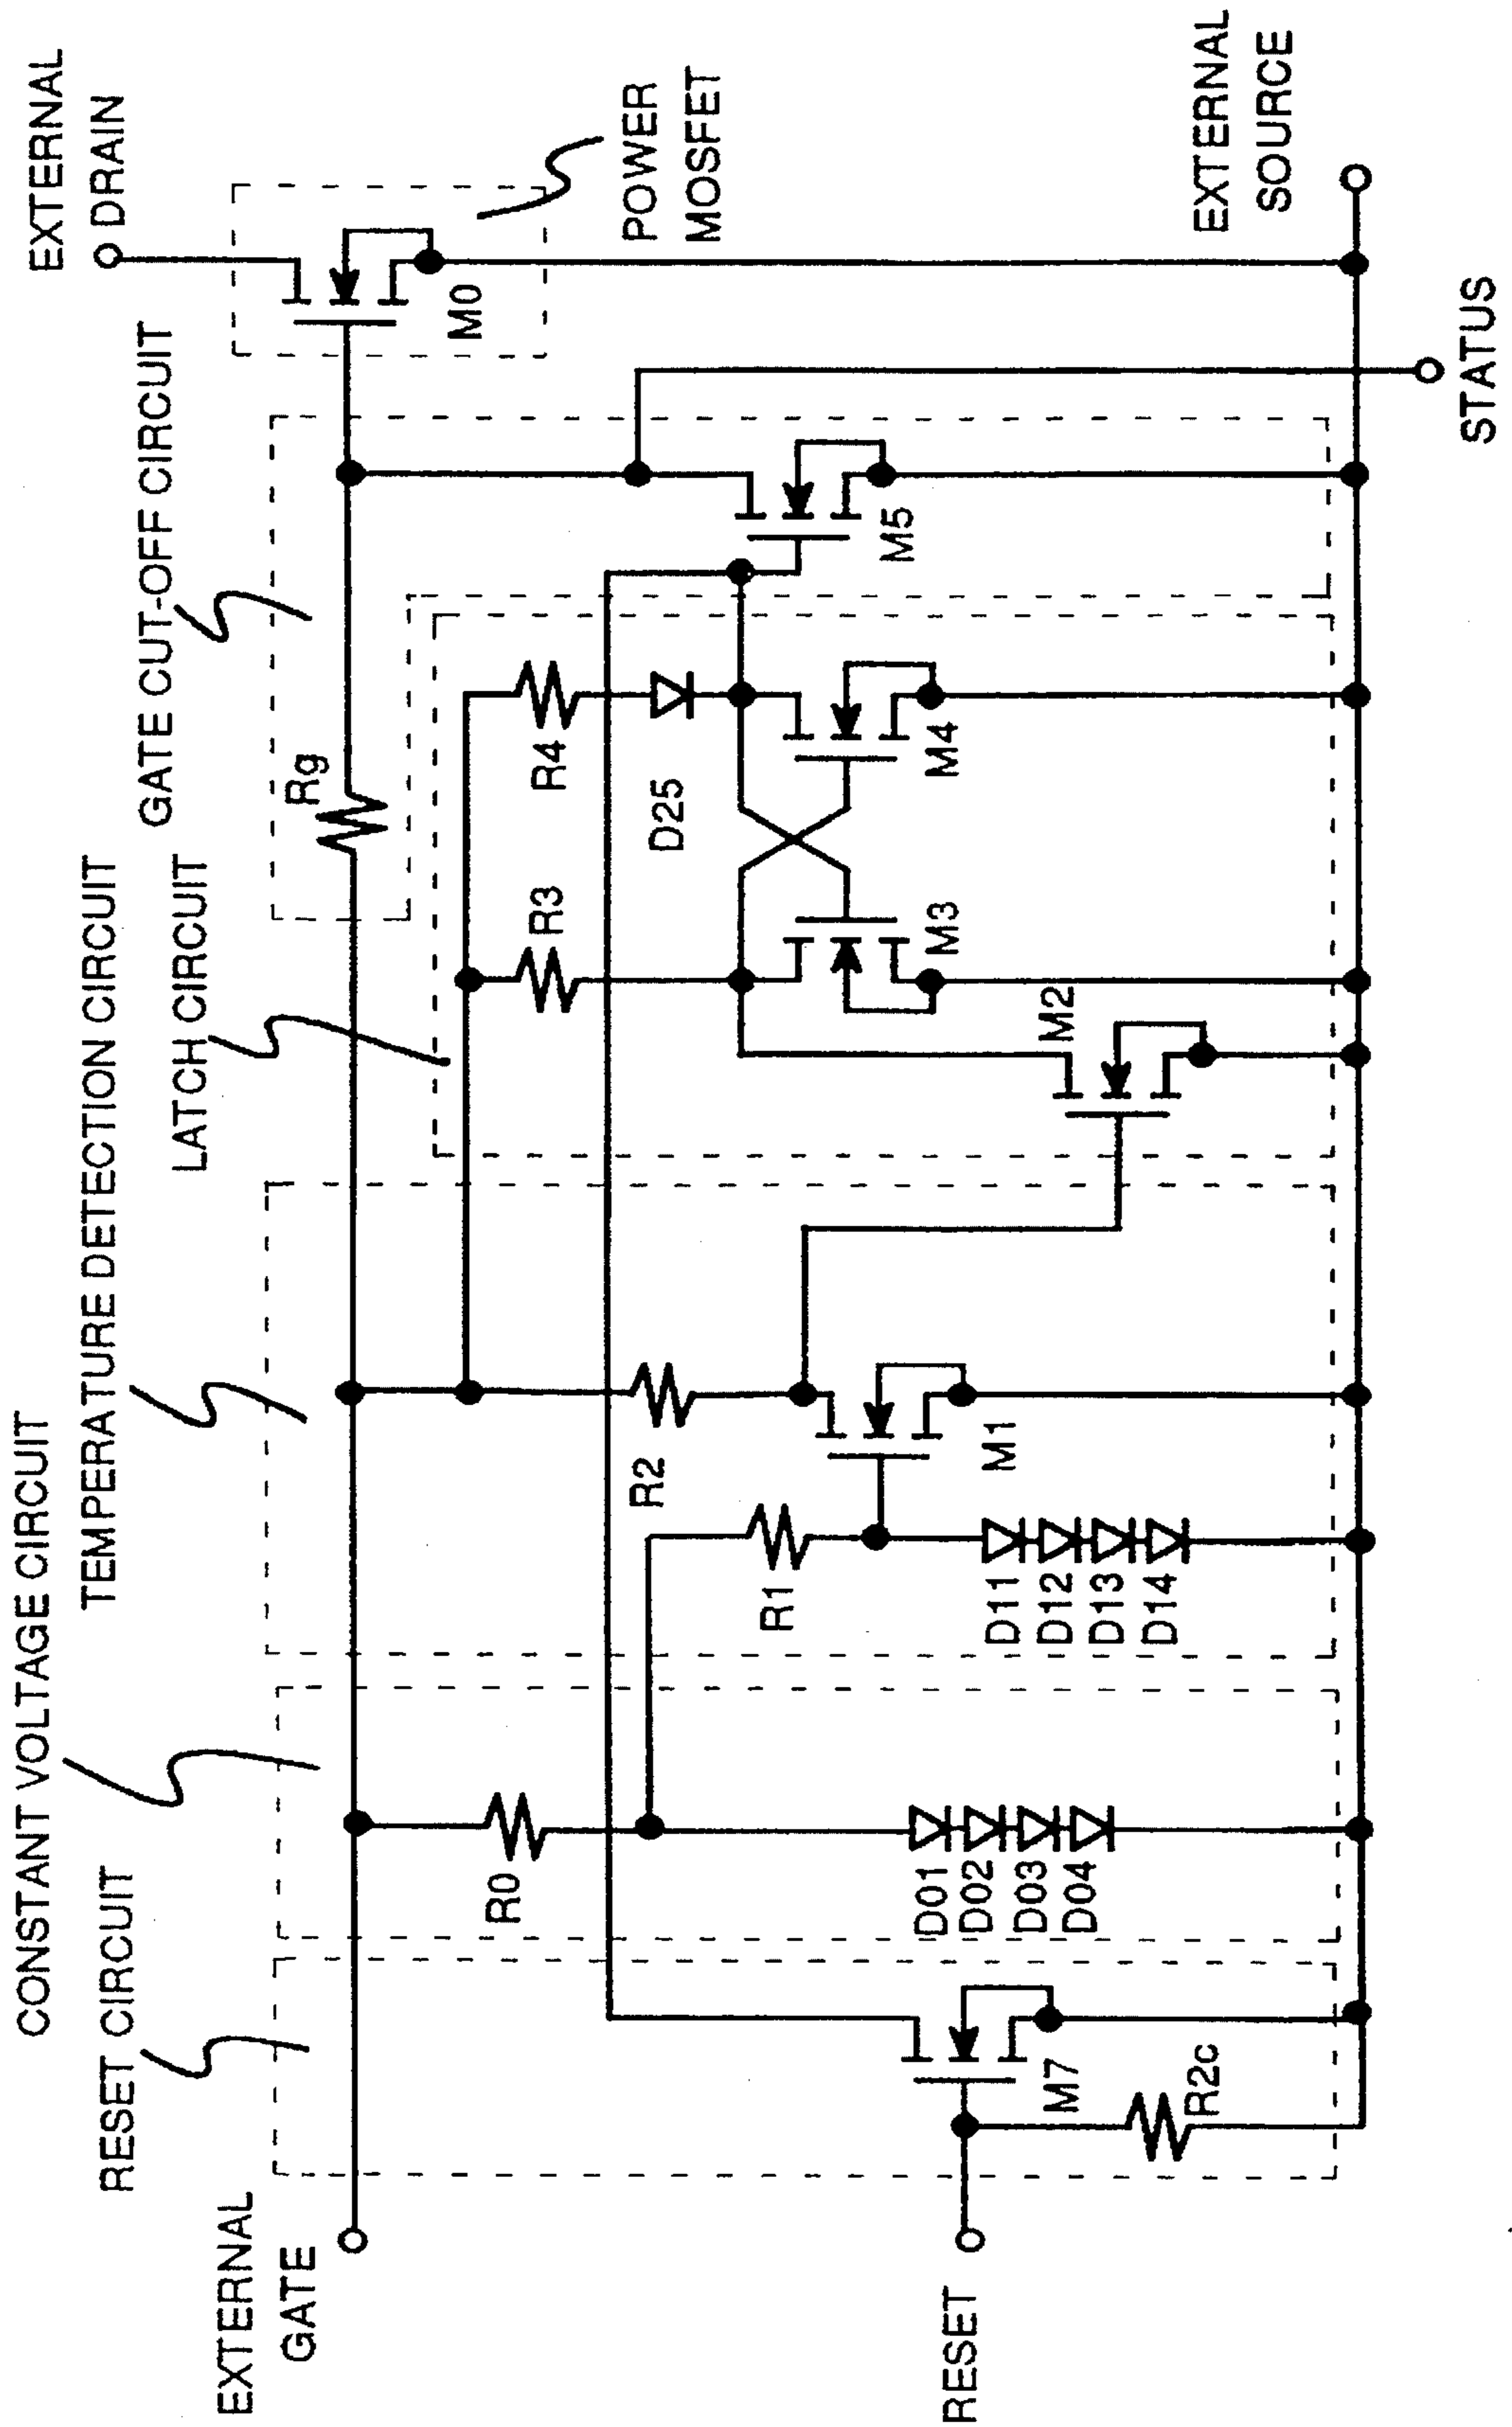 EXTERNAL
DRAIN
POWER
MOSFET
M0
EXTERNAL
SOURCE
STATUS
GATE CUT-OFF CIRCUIT
Rg
M5
LATCH CIRCUIT
R4
D25
M4
R3
M3
M2
TEMPERATURE DETECTION CIRCUIT
R2
M1
R1
D11
D12
D13
D14
CONSTANT VOLTAGE CIRCUIT
R0
D01
D02
D03
D04
RESET CIRCUIT
M7
R2c
EXTERNAL
GATE
RESET